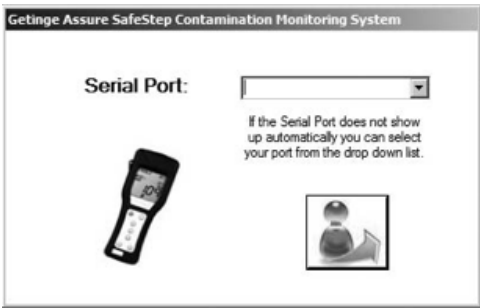 Getinge Assure SafeStep Contamination Monitoring System
Serial Port:
If the Serial Port does not show
up automatically you can select
your port from the drop down list.